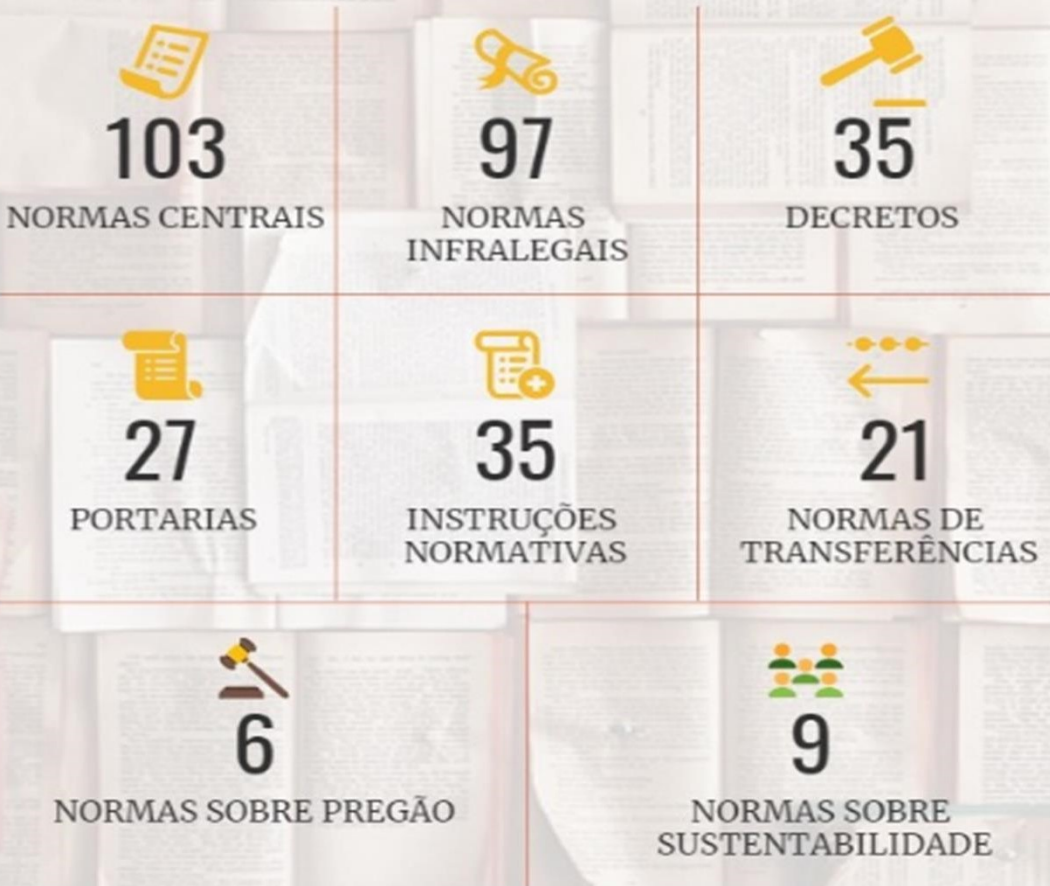 103
NORMAS CENTRAIS
97
NORMAS
INFRALEGAIS
35
DECRETOS
27
PORTARIAS
35
INSTRUÇÕES
NORMATIVAS
21
NORMAS DE
TRANSFERÊNCIAS
6
NORMAS SOBRE PREGÃO
9
NORMAS SOBRE
SUSTENTABILIDADE